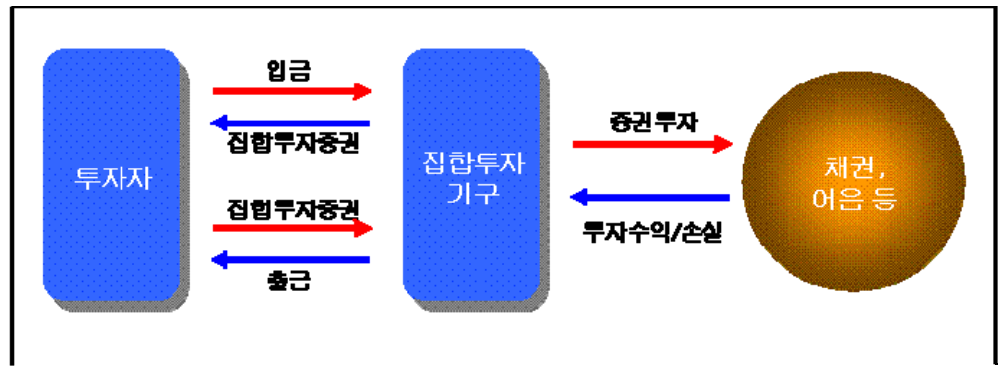 투자자
입금
집합투자증권
집합투자증권
출금
집합투자
기구
증권투자
투자수익/손실
채권,
어음 등